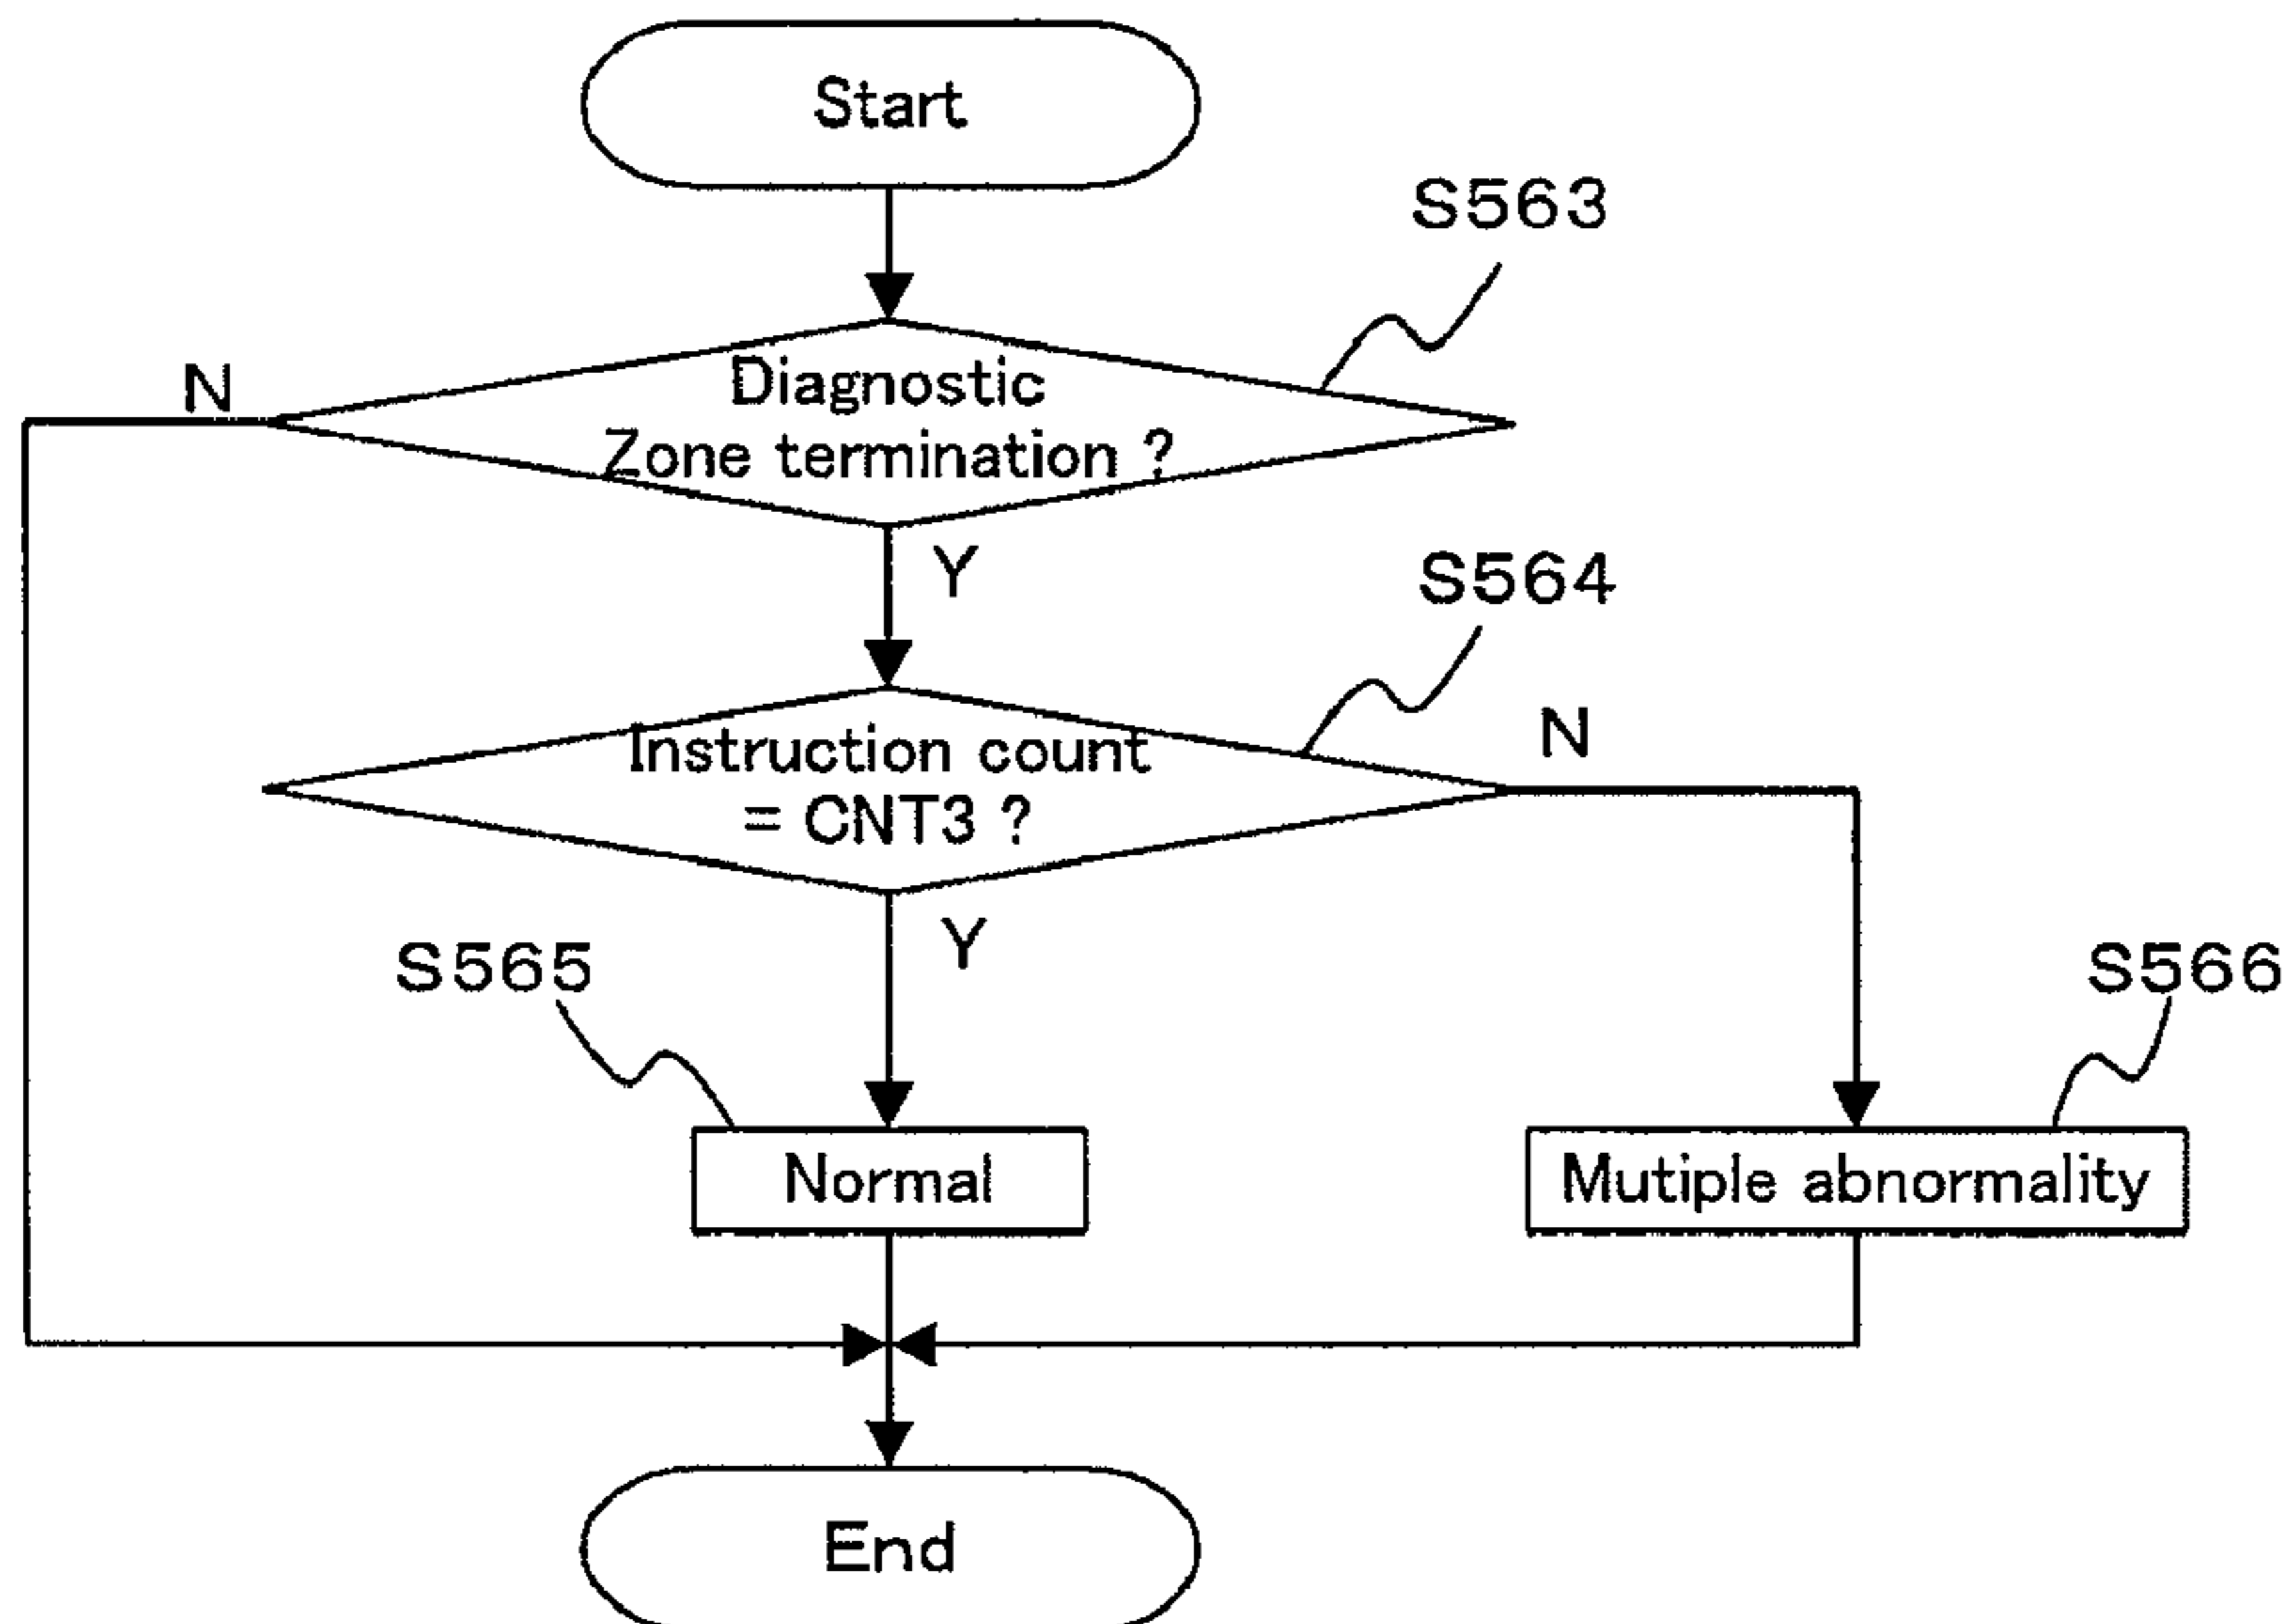 Start
S563
N
Diagnostic
Zone termination ?
Y
S564
Instruction count
= CNT3 ?
N
Y
S565
S566
Normal
Mutiple abnormality
End